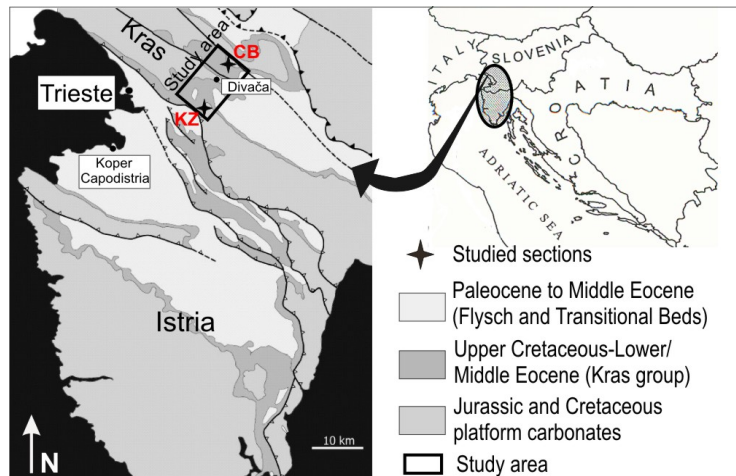 Kras
Study area
CB
Divača
Trieste
KZ
Koper
Capodistria
Istria
N
10 km
ITALY
SLOVENIA
CROATIA
ADRIATIC SEA
Studied sections
Paleocene to Middle Eocene
(Flysch and Transitional Beds)
Upper Cretaceous-Lower/
Middle Eocene (Kras group)
Jurassic and Cretaceous
platform carbonates
Study area